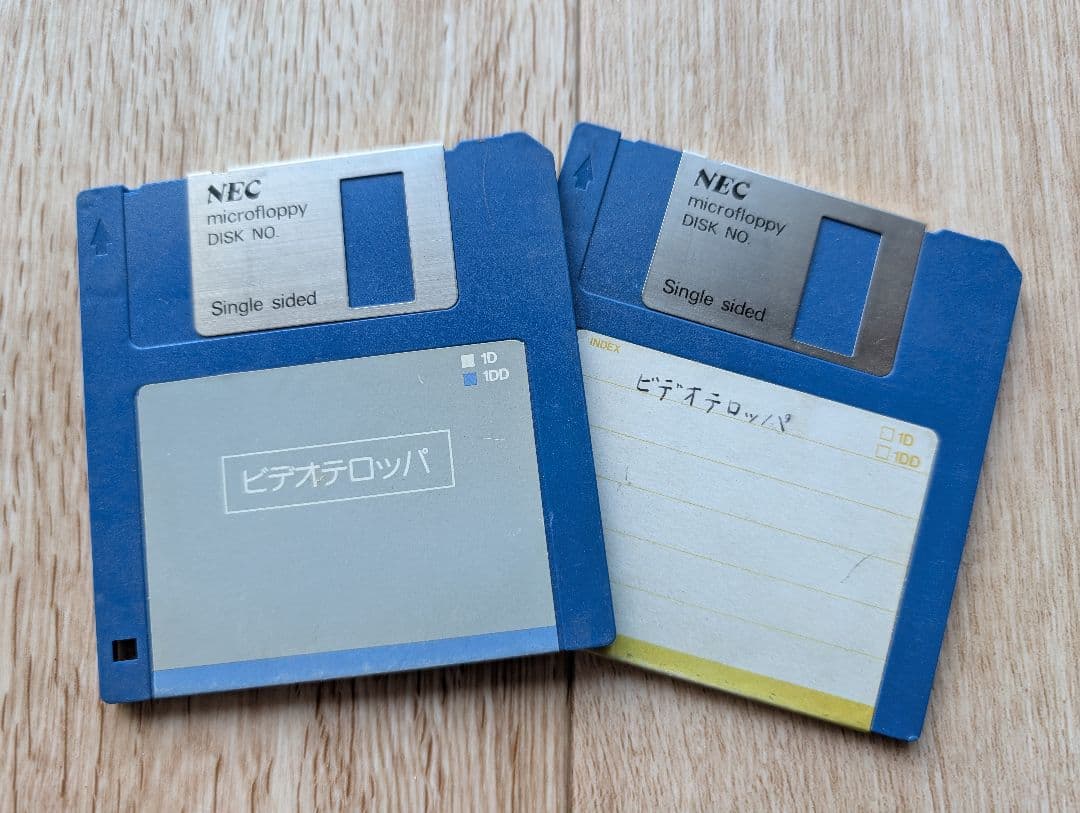 NEC
microfloppy
DISK NO.
Single sided
1D
1DD
ビデオテロッパ
NEC
microfloppy
DISK NO.
Single sided
INDEX
ビデオテロッパ
1D
1DD